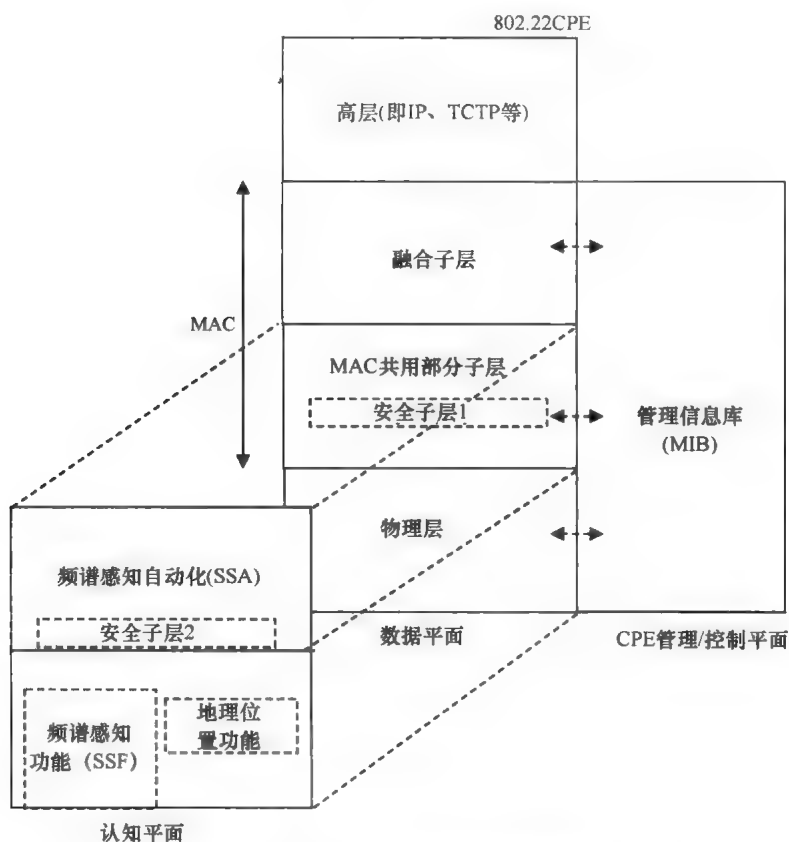 802.22CPE
高层(即IP、TCTP等)
融合子层
MAC
MAC共用部分子层
安全子层1
管理信息库
(MIB)
物理层
频谱感知自动化(SSA)
安全子层2
数据平面
CPE管理/控制平面
频谱感知
功能（SSF）
地理位
置功能
认知平面